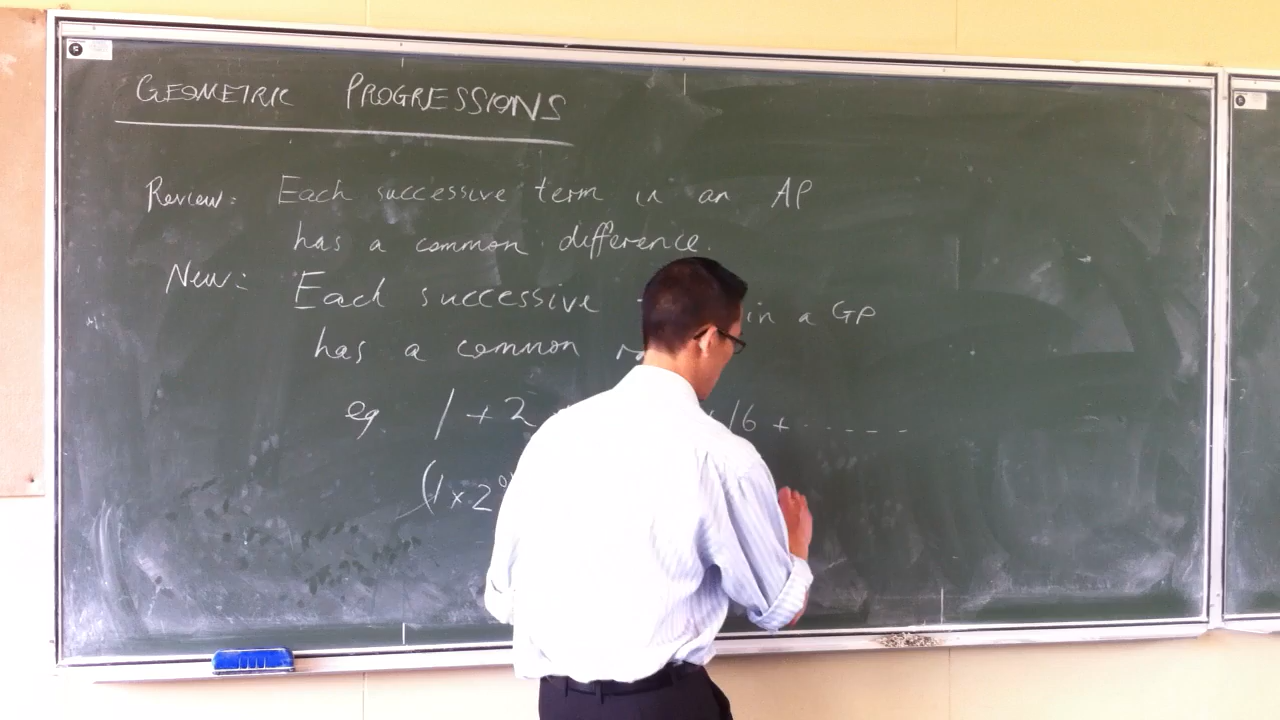 GEOMETRIC PROGRESSIONS
Review: Each successive term in an AP
has a common difference.
New: Each successive in a GP
has a common
eg. 1 + 2 + 16 + ......
(1 × 2⁰)